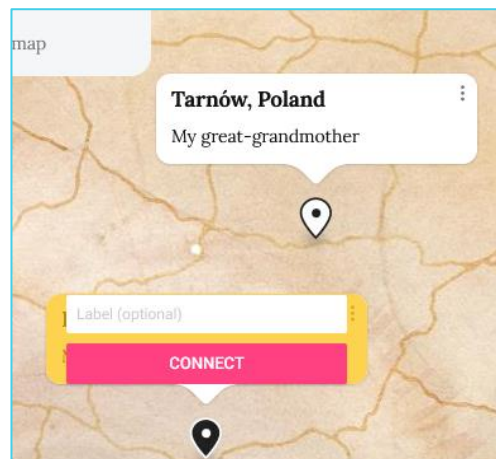 map
Tarnów, Poland
My great-grandmother
Label (optional)
CONNECT